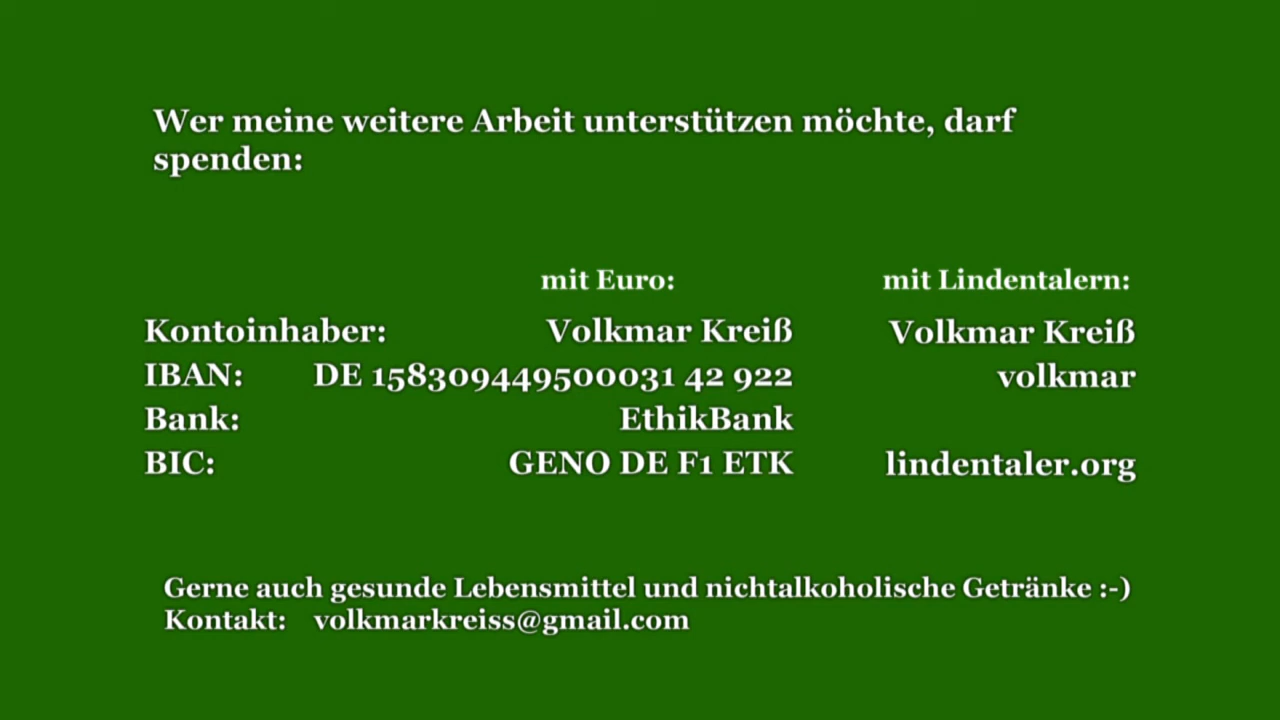 Wer meine weitere Arbeit unterstützen möchte, darf
spenden:
mit Euro: mit Lindentalern:
Kontoinhaber: Volkmar Kreiß Volkmar Kreiß
IBAN: DE 158309449500031 42 922 volkmar
Bank: EthikBank
BIC: GENO DE F1 ETK lindentaler.org
Gerne auch gesunde Lebensmittel und nichtalkoholische Getränke :-)
Kontakt: volkmarkreiss@gmail.com